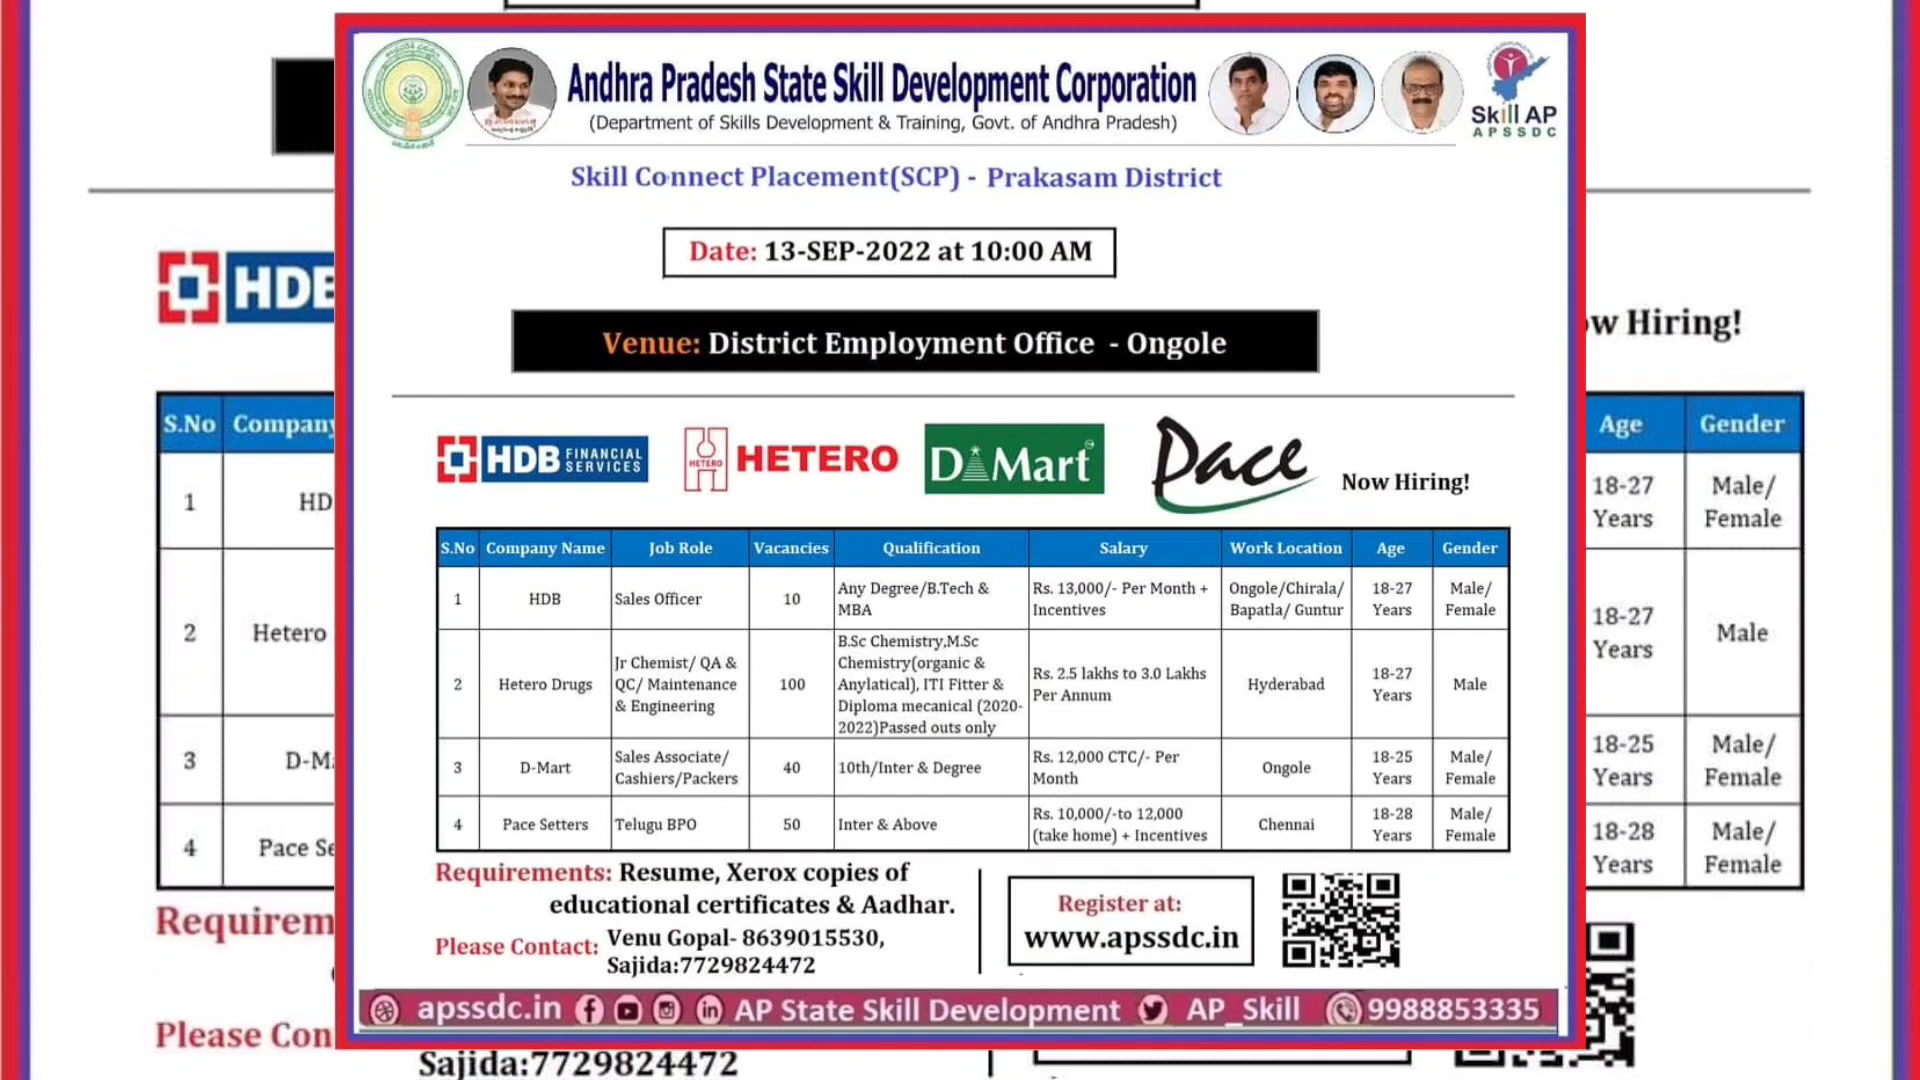 Andhra Pradesh State Skill Development Corporation
(Department of Skills Development & Training, Govt. of Andhra Pradesh)
Skill AP
APSSDC
Skill Connect Placement(SCP) - Prakasam District
Date: 13-SEP-2022 at 10:00 AM
Venue: District Employment Office - Ongole
HDB FINANCIAL SERVICES
HETERO
HETERO
D Mart
Pace
Now Hiring!
S.No Company Name Job Role Vacancies Qualification Salary Work Location Age Gender
1 HDB Sales Officer 10 Any Degree/B.Tech & MBA Rs. 13,000/- Per Month + Incentives Ongole/Chirala/ Bapatla/ Guntur 18-27 Years Male/ Female
2 Hetero Drugs Jr Chemist/ QA & QC/ Maintenance & Engineering 100 B.Sc Chemistry,M.Sc Chemistry(organic & Anylatical), ITI Fitter & Diploma mecanical (2020-2022)Passed outs only Rs. 2.5 lakhs to 3.0 Lakhs Per Annum Hyderabad 18-27 Years Male
3 D-Mart Sales Associate/ Cashiers/Packers 40 10th/Inter & Degree Rs. 12,000 CTC/- Per Month Ongole 18-25 Years Male/ Female
4 Pace Setters Telugu BPO 50 Inter & Above Rs. 10,000/-to 12,000 (take home) + Incentives Chennai 18-28 Years Male/ Female
Requirements: Resume, Xerox copies of
educational certificates & Aadhar.
Please Contact: Venu Gopal- 8639015530,
Sajida:7729824472
Register at:
www.apssdc.in
apssdc.in AP State Skill Development AP_Skill 9988853335
HDB
w Hiring!
S.No Company
Age Gender
1 HD
18-27 Years Male/ Female
2 Hetero
18-27 Years Male
3 D-M
18-25 Years Male/ Female
4 Pace Se
18-28 Years Male/ Female
Requirem
Please Con
Sajida:7729824472